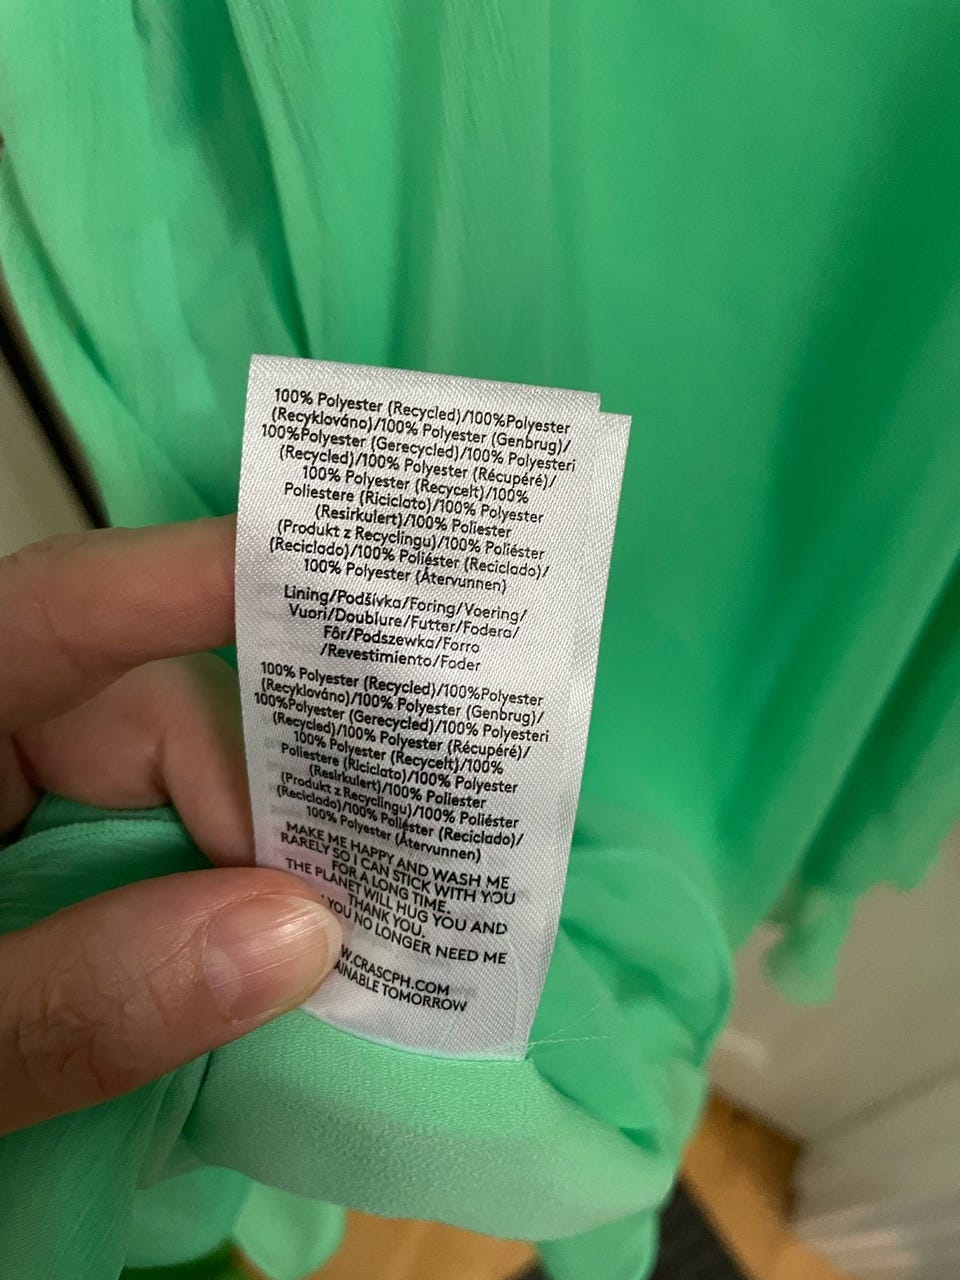 100% Polyester (Recycled)/100%Polyester
(Recyklováno)/100% Polyester (Genbrug)/
100%Polyester (Gerecycled)/100% Polyesteri
(Recycled)/100% Polyester (Récupéré)/
100% Polyester (Recycelt)/100%
Poliestere (Riciclato)/100% Polyester
(Resirkulert)/100% Poliester
(Produkt z Recyclingu)/100% Poliéster
(Reciclado)/100% Poliéster (Reciclado)/
100% Polyester (Återvunnen)
Lining/Podšívka/Foring/Voering/
Vuori/Doublure/Futter/Fodera/
Fôr/Podszewka/Forro
/Revestimiento/Foder
100% Polyester (Recycled)/100%Polyester
(Recyklováno)/100% Polyester (Genbrug)/
100%Polyester (Gerecycled)/100% Polyesteri
(Recycled)/100% Polyester (Récupéré)/
100% Polyester (Recycelt)/100%
Poliestere (Riciclato)/100% Polyester
(Resirkulert)/100% Poliester
(Produkt z Recyclingu)/100% Poliéster
(Reciclado)/100% Poliéster (Reciclado)/
100% Polyester (Återvunnen)
MAKE ME HAPPY AND WASH ME
RARELY SO I CAN STICK WITH YOU
FOR A LONG TIME.
THE PLANET WILL HUG YOU AND
THANK YOU.
YOU NO LONGER NEED ME
W.CRASCPH.COM
AINABLE TOMORROW